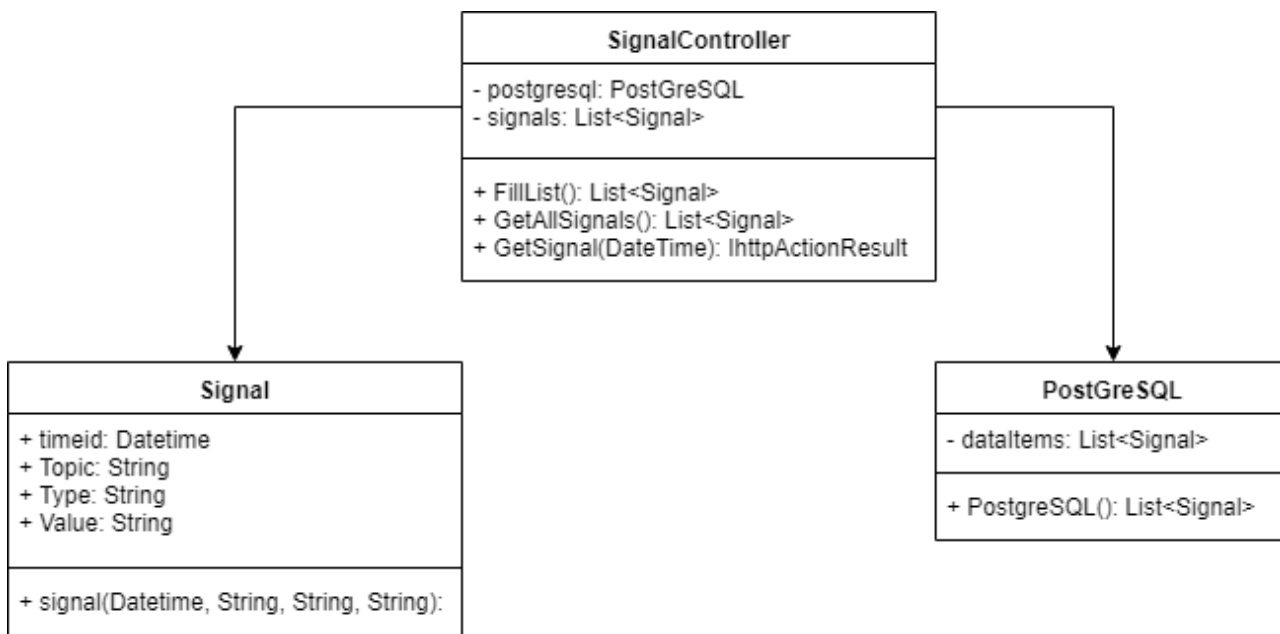 SignalController
- postgresql: PostGreSQL
- signals: List<Signal>
+ FillList(): List<Signal>
+ GetAllSignals(): List<Signal>
+ GetSignal(DateTime): IhttpActionResult
Signal
+ timeid: Datetime
+ Topic: String
+ Type: String
+ Value: String
+ signal(Datetime, String, String, String):
PostGreSQL
- dataItems: List<Signal>
+ PostgreSQL(): List<Signal>